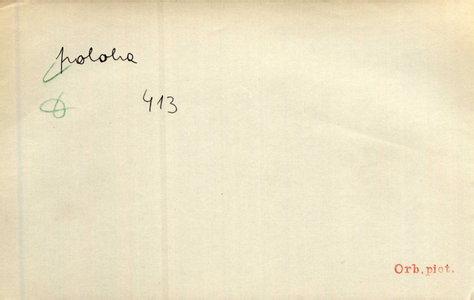 poloha
413
Orb. pict.